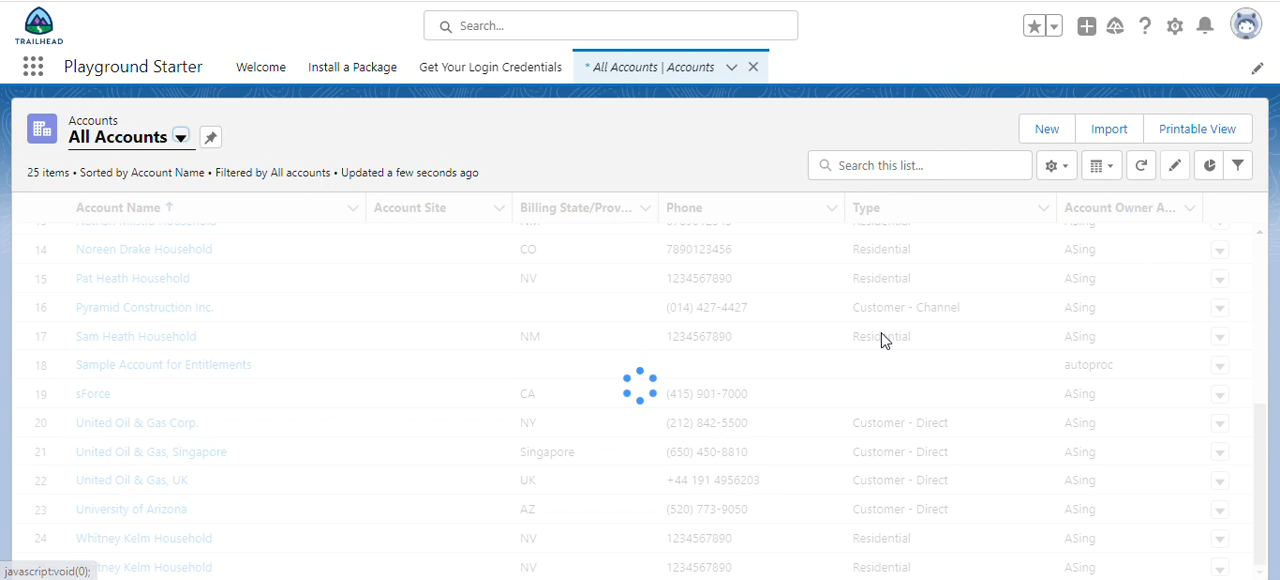 TRAILHEAD
Search...
Playground Starter
Welcome
Install a Package
Get Your Login Credentials
* All Accounts | Accounts
Accounts
All Accounts
New
Import
Printable View
25 items • Sorted by Account Name • Filtered by All accounts • Updated a few seconds ago
Search this list...
Account Name ↑ Account Site Billing State/Prov... Phone Type Account Owner A...
14 Noreen Drake Household CO 7890123456 Residential ASing
15 Pat Heath Household NV 1234567890 Residential ASing
16 Pyramid Construction Inc. (014) 427-4427 Customer - Channel ASing
17 Sam Heath Household NM 1234567890 Residential ASing
18 Sample Account for Entitlements autoproc
19 sForce CA (415) 901-7000 ASing
20 United Oil & Gas Corp. NY (212) 842-5500 Customer - Direct ASing
21 United Oil & Gas, Singapore Singapore (650) 450-8810 Customer - Direct ASing
22 United Oil & Gas, UK UK +44 191 4956203 Customer - Direct ASing
23 University of Arizona AZ (520) 773-9050 Customer - Direct ASing
24 Whitney Kelm Household NV 1234567890 Residential ASing
Kelm Household NV 1234567890 Residential ASing
javascript:void(0);